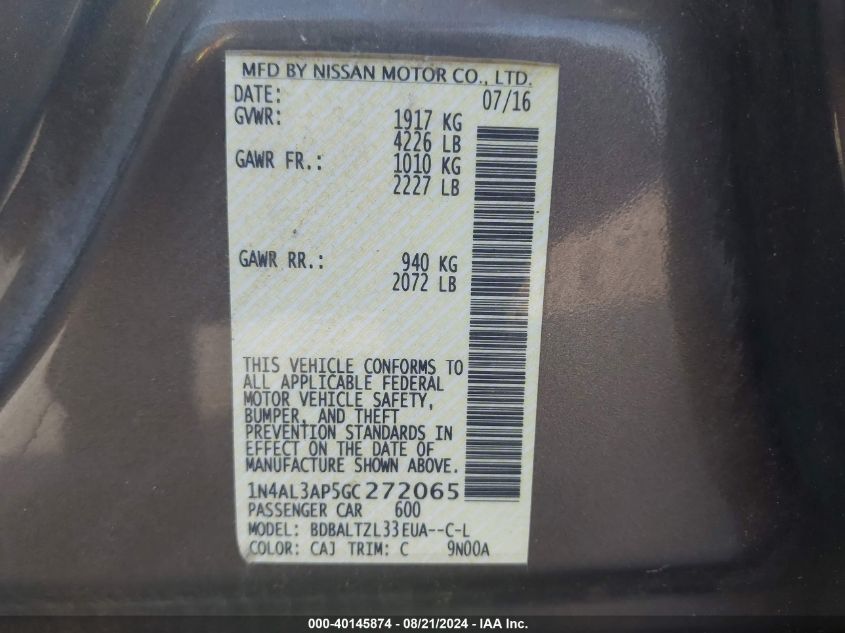 MFD BY NISSAN MOTOR CO., LTD.
DATE: 07/16
GVWR: 1917 KG
4226 LB
GAWR FR.: 1010 KG
2227 LB
GAWR RR.: 940 KG
2072 LB
THIS VEHICLE CONFORMS TO
ALL APPLICABLE FEDERAL
MOTOR VEHICLE SAFETY,
BUMPER, AND THEFT
PREVENTION STANDARDS IN
EFFECT ON THE DATE OF
MANUFACTURE SHOWN ABOVE.
1N4AL3AP5GC272065
PASSENGER CAR 600
MODEL: BDBALTZL33EUA--C-L
COLOR: CAJ TRIM: C 9N00A
000-40145874 - 08/21/2024 - IAA Inc.